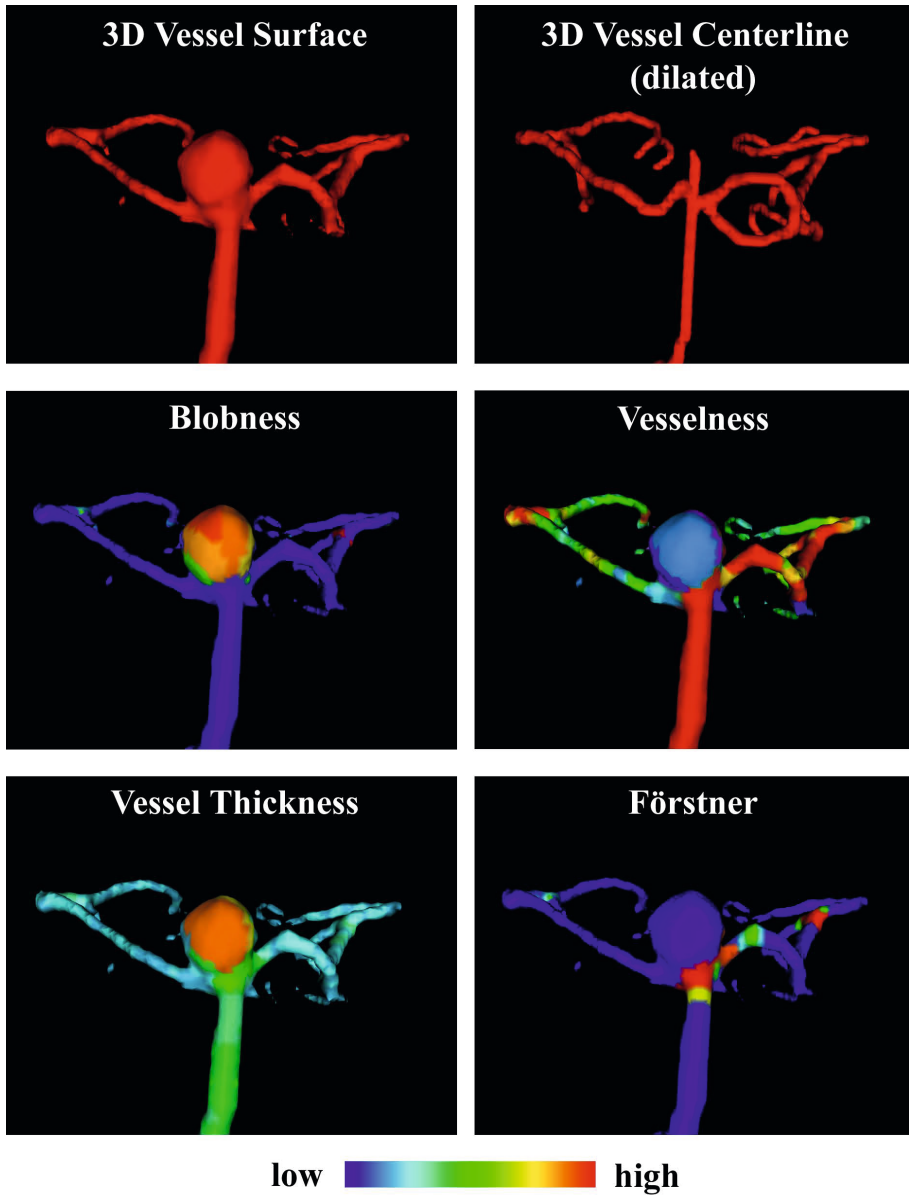 3D Vessel Surface
3D Vessel Centerline
(dilated)
Blobness
Vesselness
Vessel Thickness
Förstner
low
high